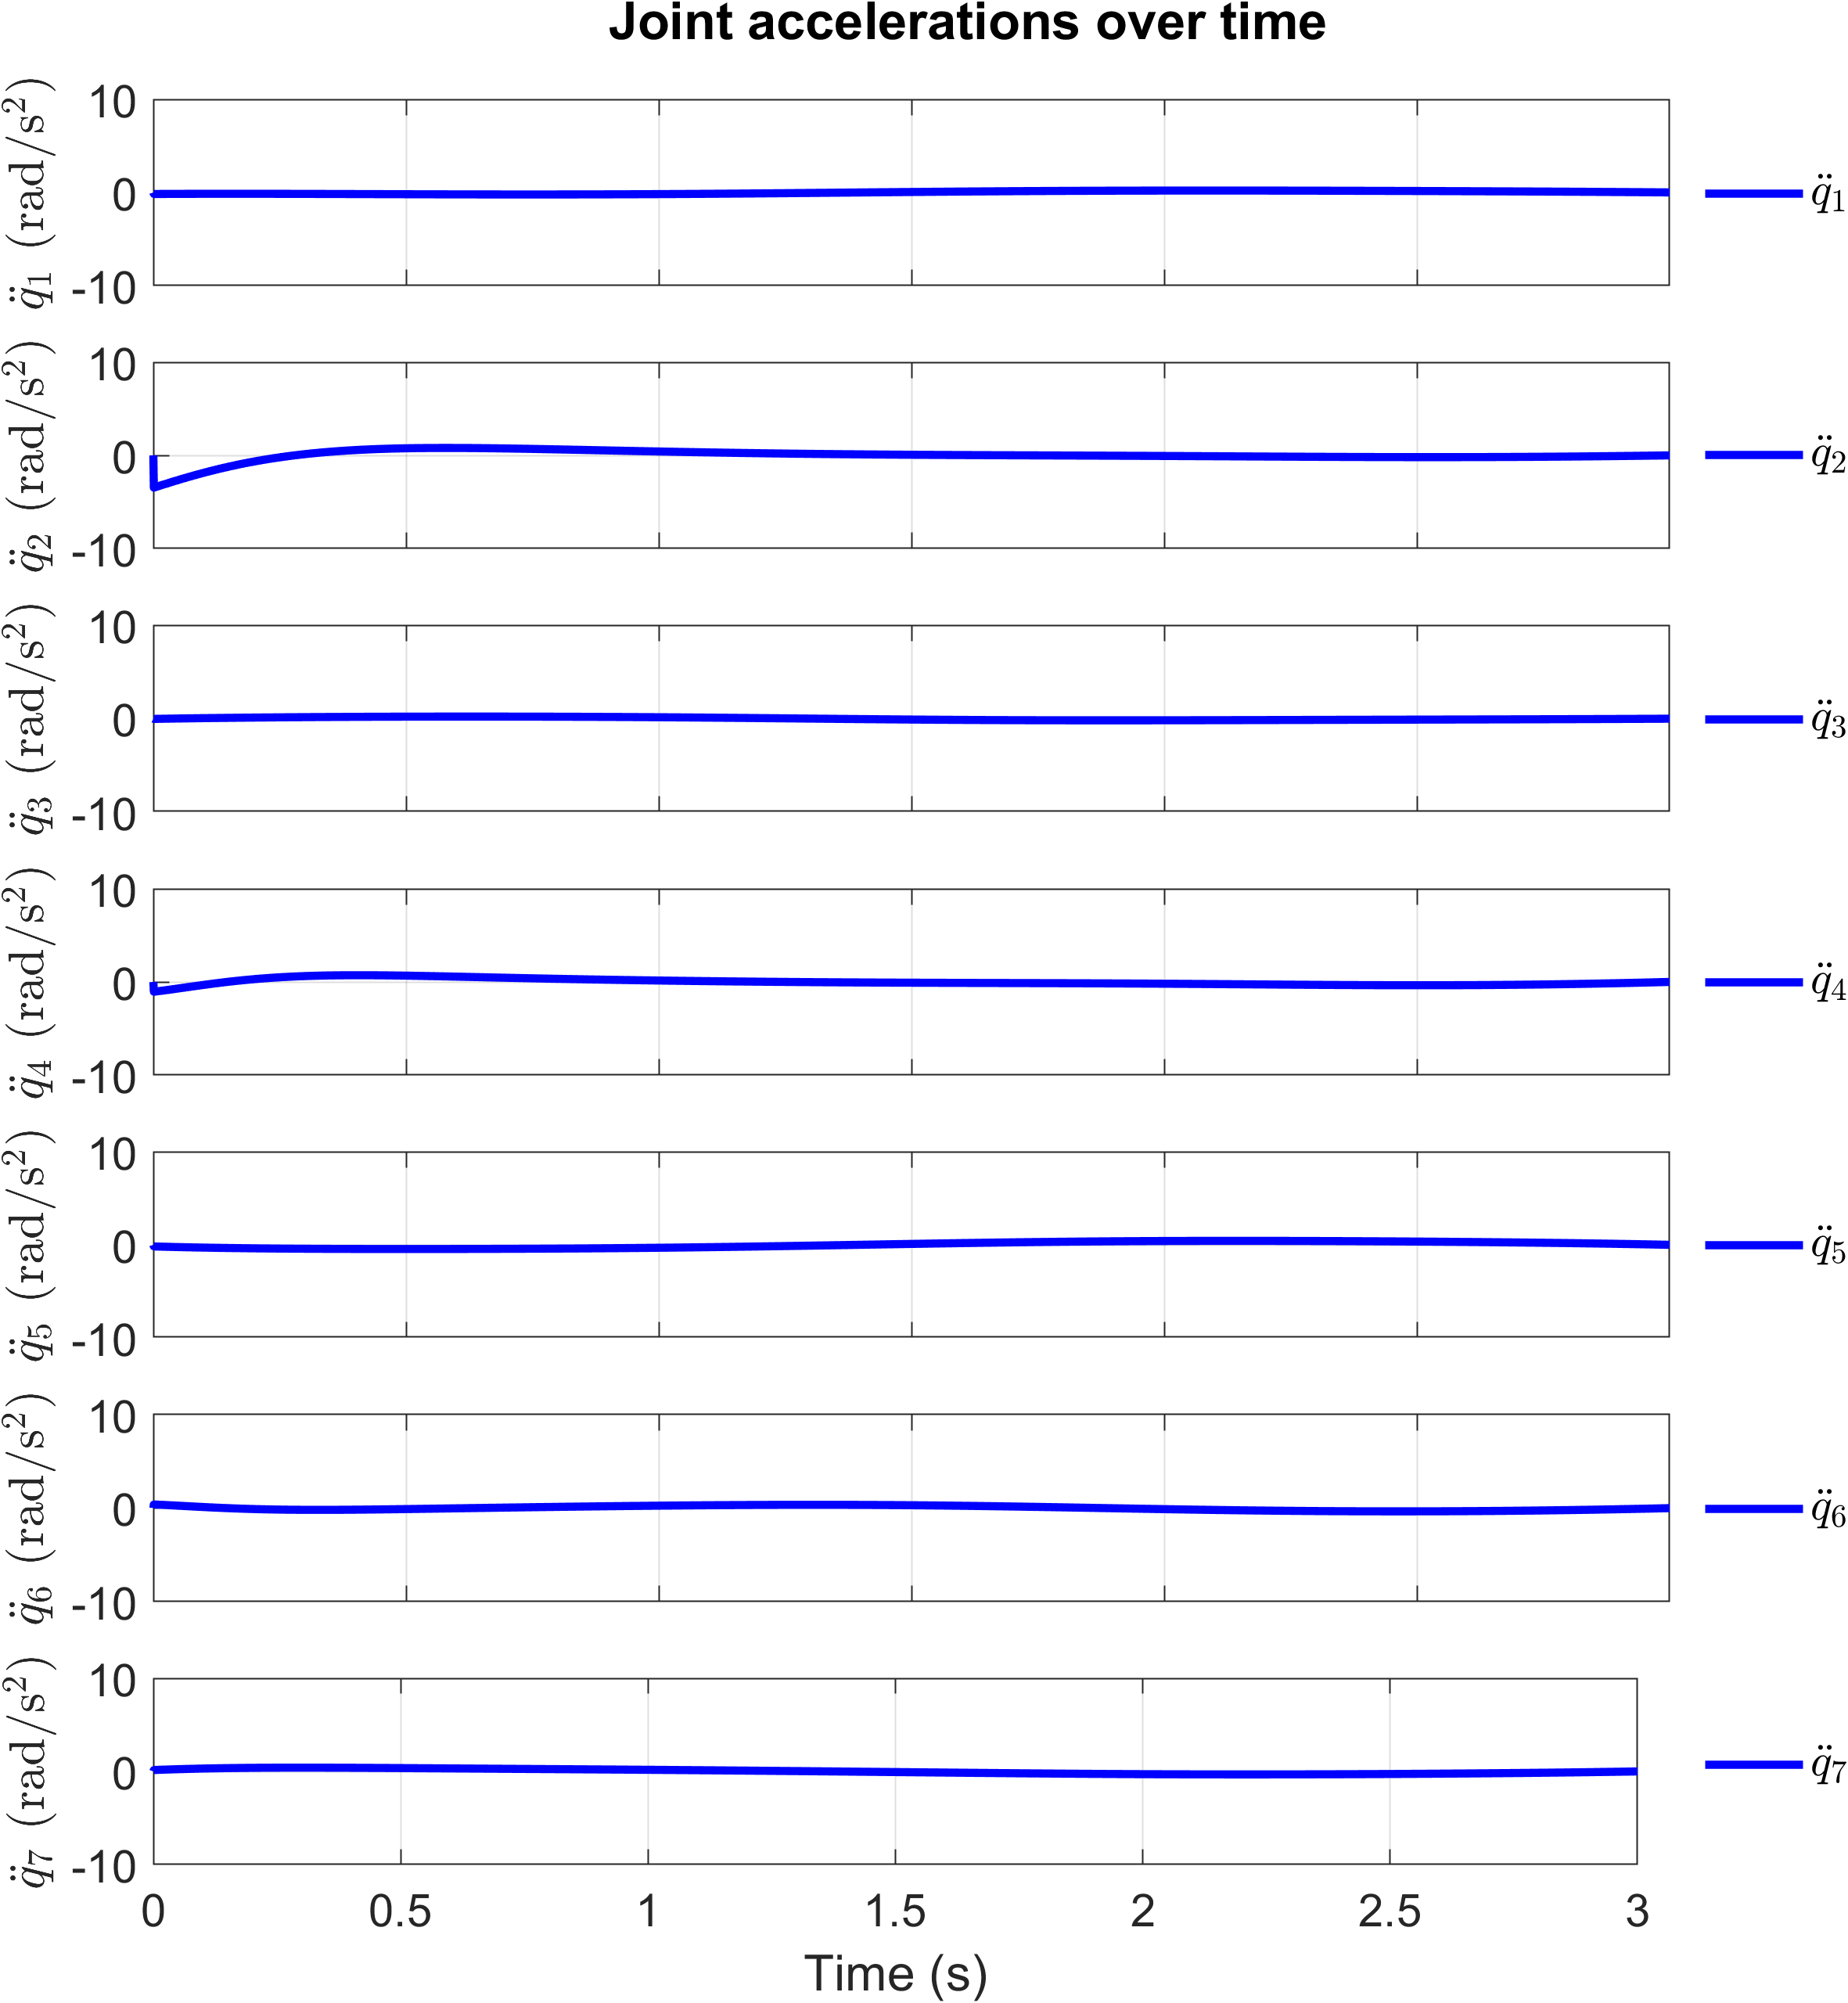 Joint accelerations over time
10
0
-10
q̈₁ (rad/s²)
q̈₁
10
0
-10
q̈₂ (rad/s²)
q̈₂
10
0
-10
q̈₃ (rad/s²)
q̈₃
10
0
-10
q̈₄ (rad/s²)
q̈₄
10
0
-10
q̈₅ (rad/s²)
q̈₅
10
0
-10
q̈₆ (rad/s²)
q̈₆
10
0
-10
q̈₇ (rad/s²)
q̈₇
0 0.5 1 1.5 2 2.5 3
Time (s)